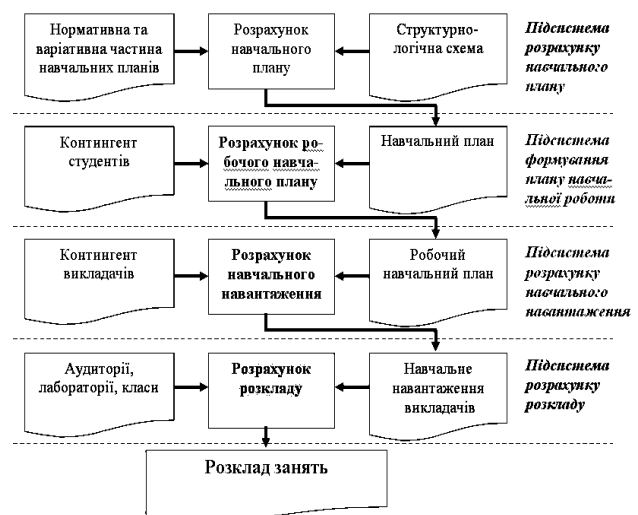 Нормативна та
варіативна частина
навчальних планів
Розрахунок
навчального
плану
Структурно-
логічна схема
Підсистема
розрахунку
навчального
плану
Контингент
студентів
Розрахунок ро-
бочого навча-
льного плану
Навчальний план
Підсистема
формування
плану навча-
льної роботи
Контингент
викладачів
Розрахунок
навчального
навантаження
Робочий
навчальний план
Підсистема
розрахунку
навчального
навантаження
Аудиторії,
лабораторії, класи
Розрахунок
розкладу
Навчальне
навантаження
викладачів
Підсистема
розрахунку
розкладу
Розклад занять